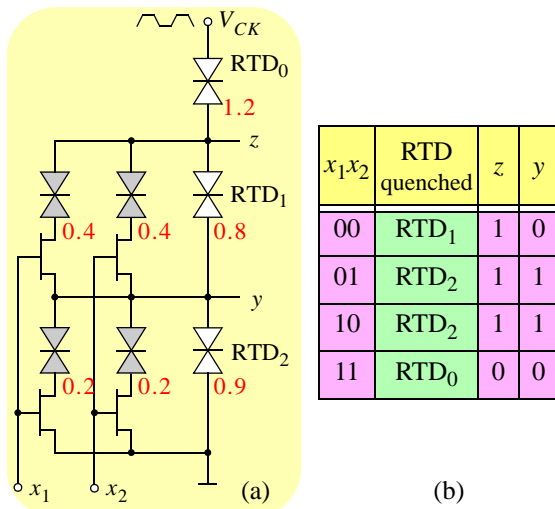 V_CK
RTD_0
1.2
z
RTD_1
0.4 0.4 0.8
y
RTD_2
0.2 0.2 0.9
x_1 x_2 (a)
x_1x_2 RTD quenched z y
00 RTD_1 1 0
01 RTD_2 1 1
10 RTD_2 1 1
11 RTD_0 0 0
(b)